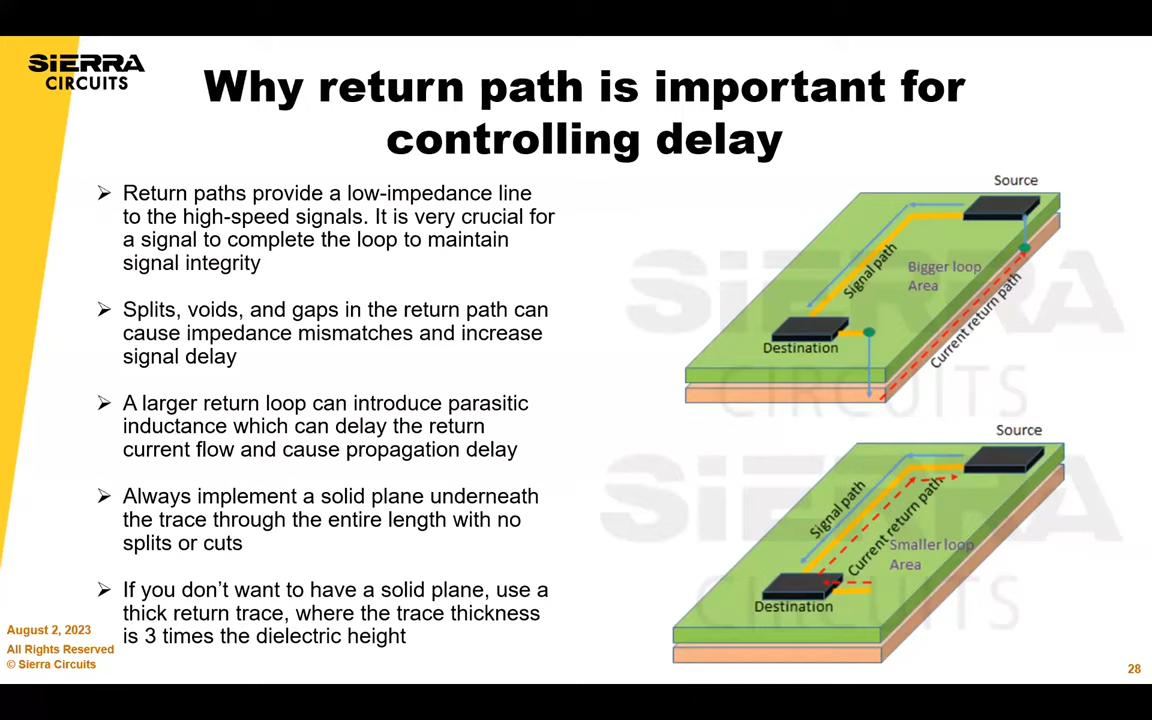 SIERRA
CIRCUITS
Why return path is important for
controlling delay
Return paths provide a low-impedance line
to the high-speed signals. It is very crucial for
a signal to complete the loop to maintain
signal integrity
Splits, voids, and gaps in the return path can
cause impedance mismatches and increase
signal delay
A larger return loop can introduce parasitic
inductance which can delay the return
current flow and cause propagation delay
Always implement a solid plane underneath
the trace through the entire length with no
splits or cuts
If you don’t want to have a solid plane, use a
thick return trace, where the trace thickness
is 3 times the dielectric height
Source
Signal path
Bigger loop
Area
Current return path
Destination
SIERRA
CIRCUITS
Source
Signal path
Current return path
Smaller loop
Area
Destination
SIERRA
CIRCUITS
August 2, 2023
All Rights Reserved
© Sierra Circuits
28